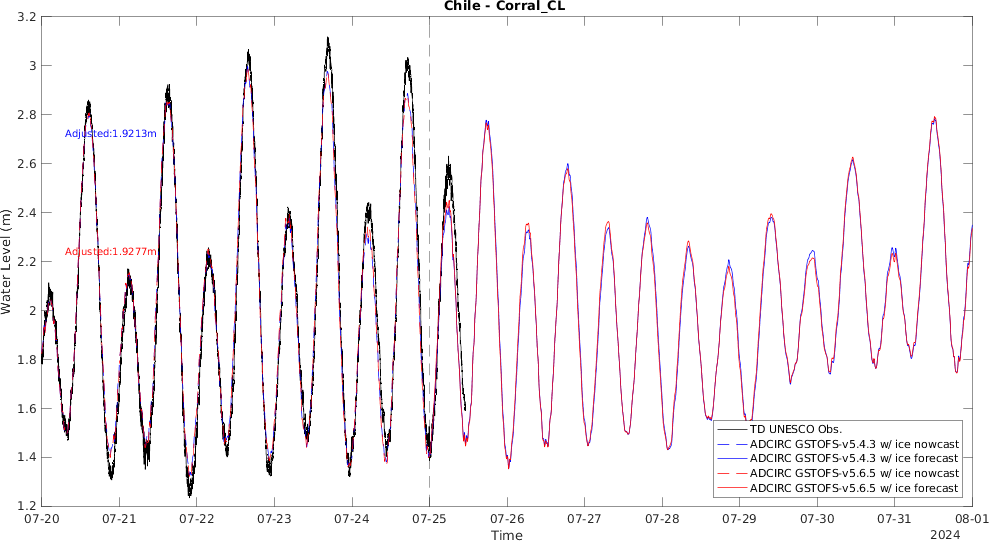 Chile - Corral_CL
3.2
3
2.8
2.6
2.4
2.2
2
1.8
1.6
1.4
1.2
Water Level (m)
Adjusted:1.9213m
Adjusted:1.9277m
TD UNESCO Obs.
ADCIRC GSTOFS-v5.4.3 w/ ice nowcast
ADCIRC GSTOFS-v5.4.3 w/ ice forecast
ADCIRC GSTOFS-v5.6.5 w/ ice nowcast
ADCIRC GSTOFS-v5.6.5 w/ ice forecast
07-20 07-21 07-22 07-23 07-24 07-25 07-26 07-27 07-28 07-29 07-30 07-31 08-01
Time
2024